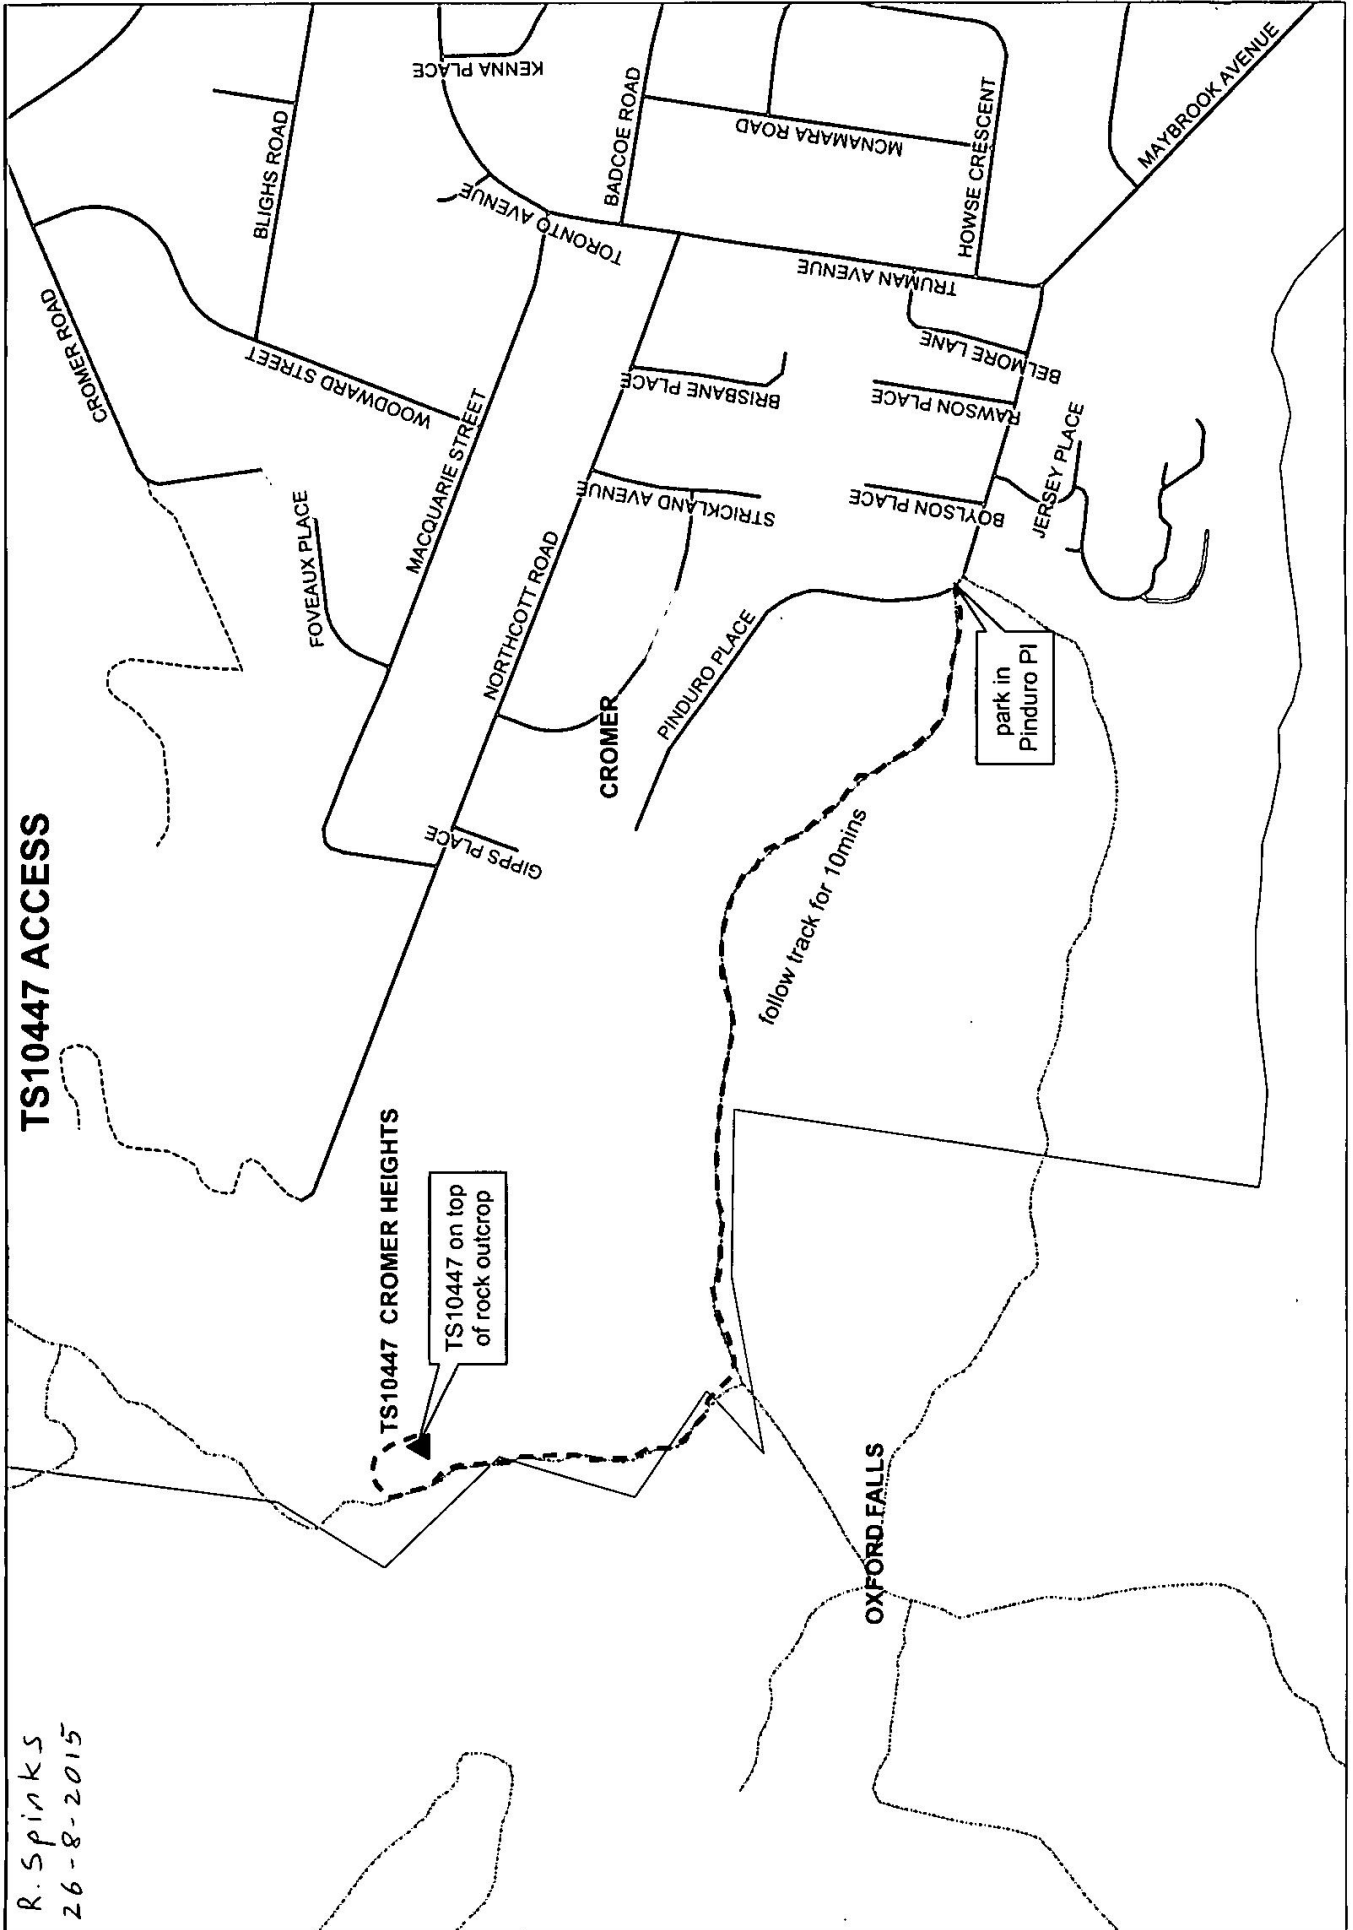 R. Spinks
26-8-2015
TS10447 ACCESS
CROMER ROAD
BLIGHS ROAD
WOODWARD STREET
KENNA PLACE
FOVEAUX PLACE
MACQUARIE STREET
TORONTO AVENUE
BADCOE ROAD
MCNAMARA ROAD
HOWSE CRESCENT
MAYBROOK AVENUE
TRUMAN AVENUE
NORTHCOTT ROAD
BRISBANE PLACE
STRICKLAND AVENUE
BELMORE LANE
RAWSON PLACE
BOYLSON PLACE
JERSEY PLACE
GIPPS PLACE
CROMER
PINDURO PLACE
park in
Pinduro Pl
follow track for 10mins
TS10447 CROMER HEIGHTS
TS10447 on top
of rock outcrop
OXFORD FALLS